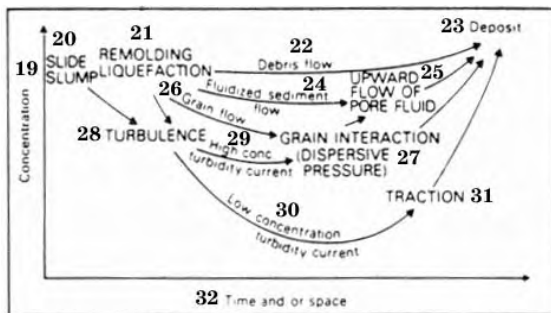 23 Deposit
21
20 REMOLDING 22
SLIDE LIQUEFACTION Debris flow
19 SLUMP
Fluidized sediment 24 UPWARD 25
flow FLOW OF
26 PORE FLUID
Grain flow
28 TURBULENCE 29 GRAIN INTERACTION
High conc (DISPERSIVE 27
turbidity current PRESSURE)
TRACTION 31
30
Low concentration
turbidity current
Concentration
32 Time and or space